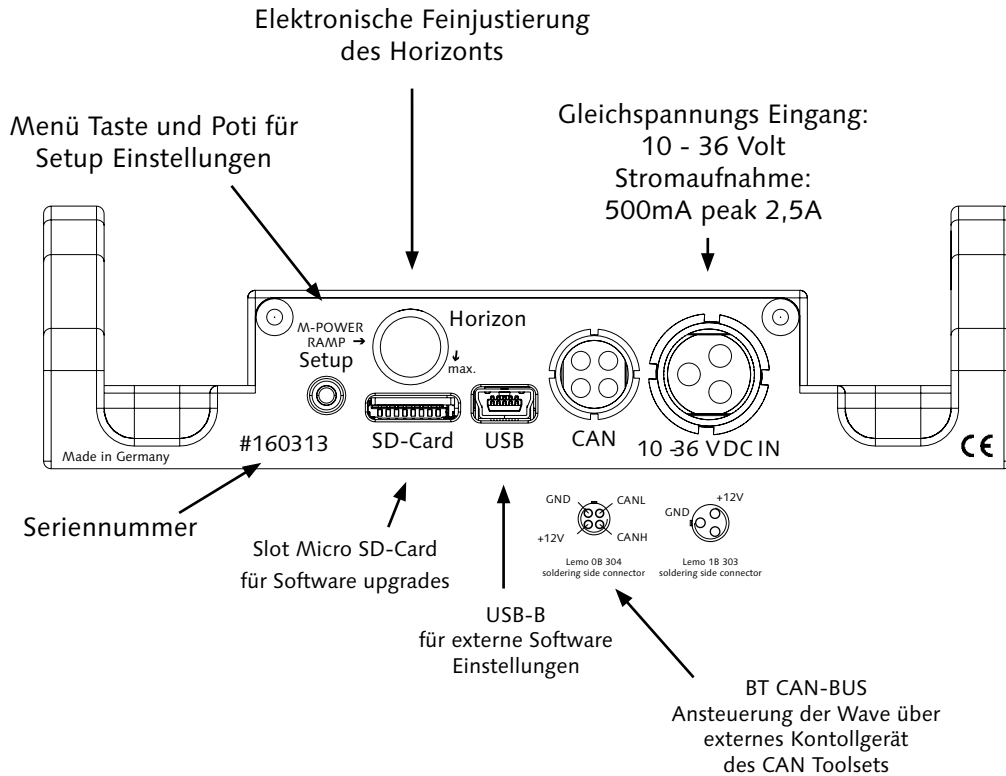 Elektronische Feinjustierung
des Horizonts
Menü Taste und Poti für
Setup Einstellungen
Gleichspannungs Eingang:
10 - 36 Volt
Stromaufnahme:
500mA peak 2,5A
M-POWER
RAMP →
Setup
Horizon
max.
Made in Germany
#160313
SD-Card
USB
CAN
10 -36 V DC IN
CE
Seriennummer
Slot Micro SD-Card
für Software upgrades
USB-B
für externe Software
Einstellungen
GND
CANL
+12V
CANH
Lemo 0B 304
soldering side connector
+12V
GND
Lemo 1B 303
soldering side connector
BT CAN-BUS
Ansteuerung der Wave über
externes Kontollgerät
des CAN Toolsets